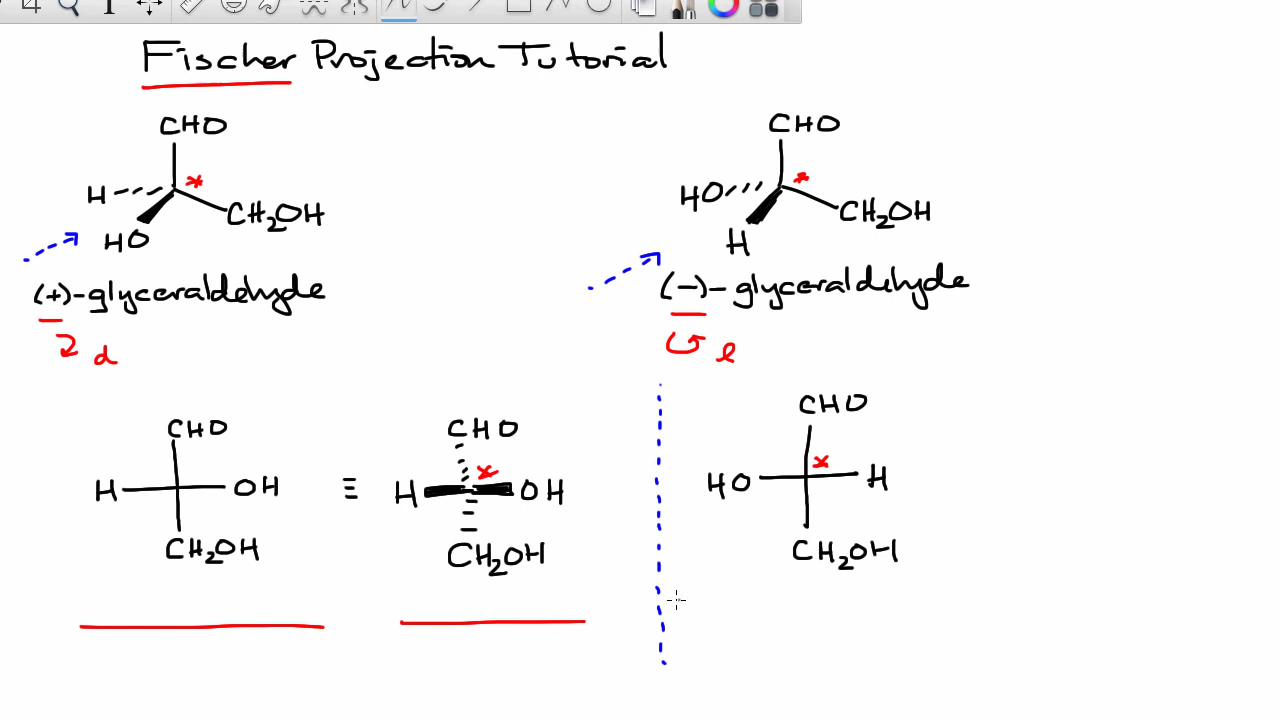 Fischer Projection Tutorial
CHO
H
*
CH2OH
HO
(+)-glyceraldehyde
d
CHO
HO
*
CH2OH
H
(-)-glyceraldehyde
l
CHO
H OH
CH2OH
≡
CHO
*
H OH
CH2OH
CHO
*
HO H
CH2OH